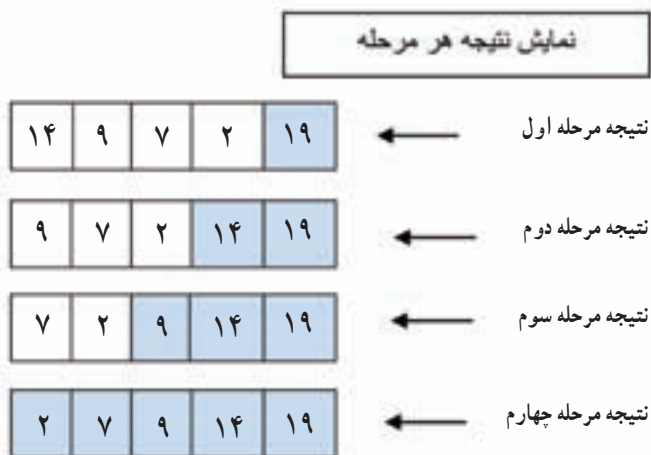 نمایش نتیجه هر مرحله
نتیجه مرحله اول
۱۴ ۹ ۷ ۲ ۱۹
نتیجه مرحله دوم
۹ ۷ ۲ ۱۴ ۱۹
نتیجه مرحله سوم
۷ ۲ ۹ ۱۴ ۱۹
نتیجه مرحله چهارم
۲ ۷ ۹ ۱۴ ۱۹